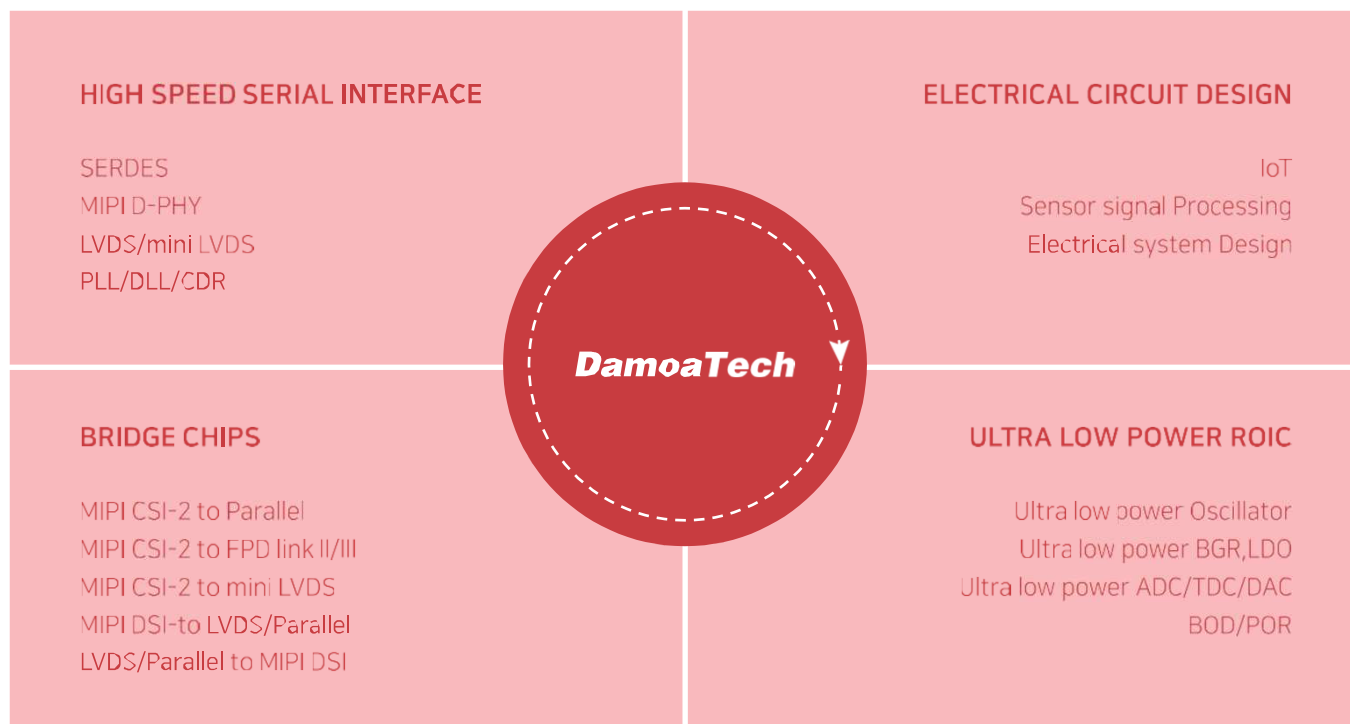 HIGH SPEED SERIAL INTERFACE
SERDES
MIPI D-PHY
LVDS/mini LVDS
PLL/DLL/CDR
ELECTRICAL CIRCUIT DESIGN
IoT
Sensor signal Processing
Electrical system Design
DamoaTech
BRIDGE CHIPS
MIPI CSI-2 to Parallel
MIPI CSI-2 to FPD link II/III
MIPI CSI-2 to mini LVDS
MIPI DSI-to LVDS/Parallel
LVDS/Parallel to MIPI DSI
ULTRA LOW POWER ROIC
Ultra low power Oscillator
Ultra low power BGR,LDO
Ultra low power ADC/TDC/DAC
BOD/POR